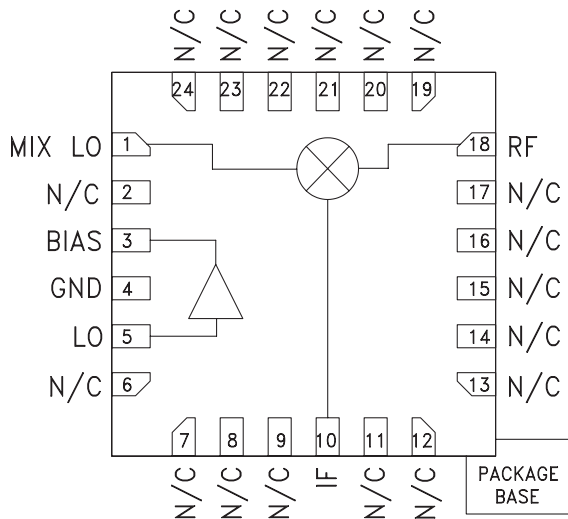 N/C N/C N/C N/C N/C N/C
24 23 22 21 20 19
MIX LO 1 18 RF
N/C 2 17 N/C
BIAS 3 16 N/C
GND 4 15 N/C
LO 5 14 N/C
N/C 6 13 N/C
7 8 9 10 11 12
N/C N/C N/C IF N/C N/C
PACKAGE
BASE